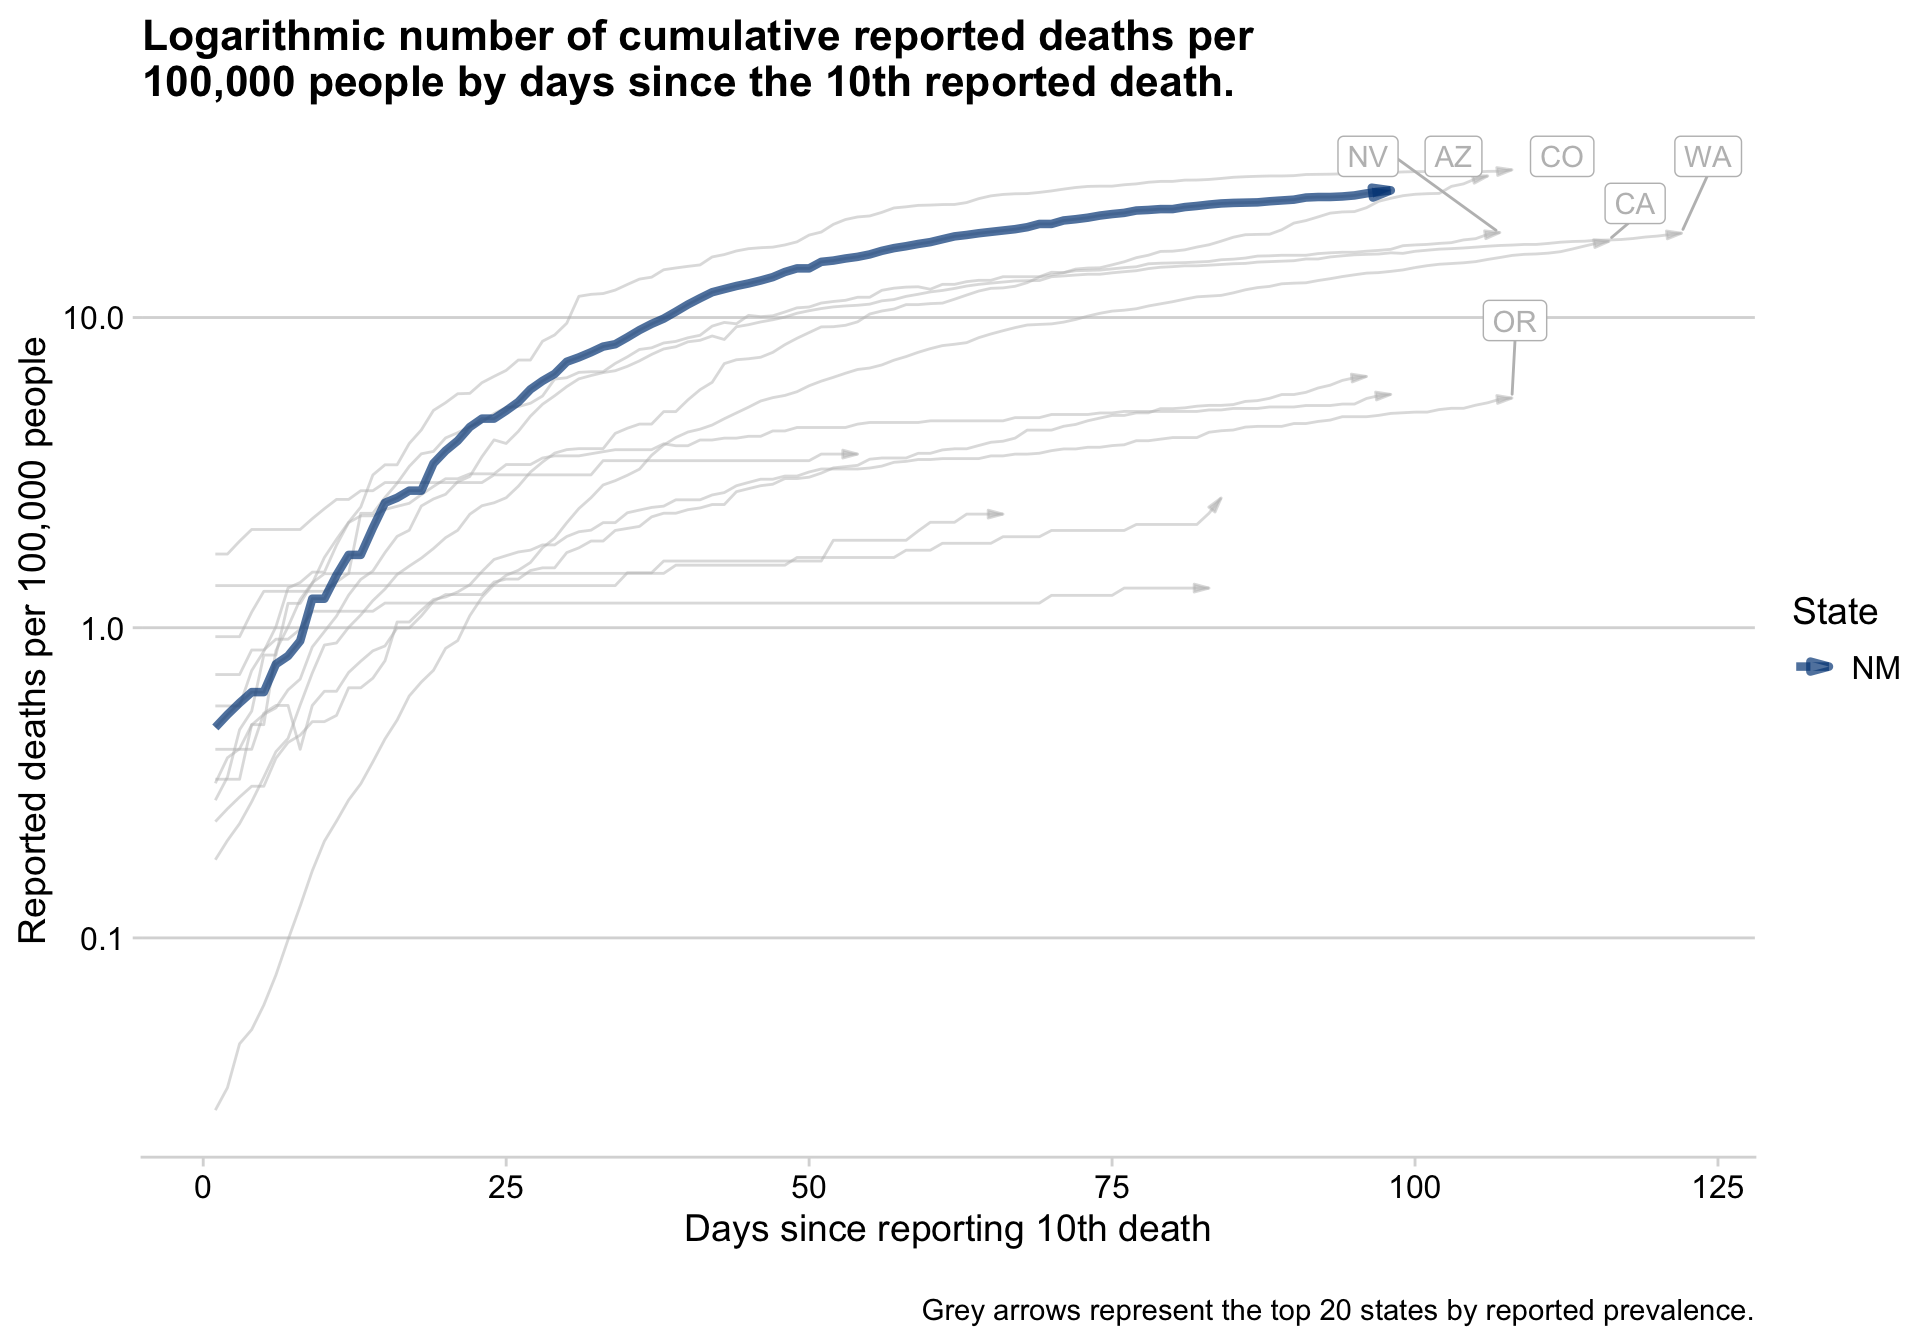 Logarithmic number of cumulative reported deaths per
100,000 people by days since the 10th reported death.
NV
AZ
CO
WA
CA
OR
10.0
1.0
0.1
Reported deaths per 100,000 people
State
NM
0
25
50
75
100
125
Days since reporting 10th death
Grey arrows represent the top 20 states by reported prevalence.